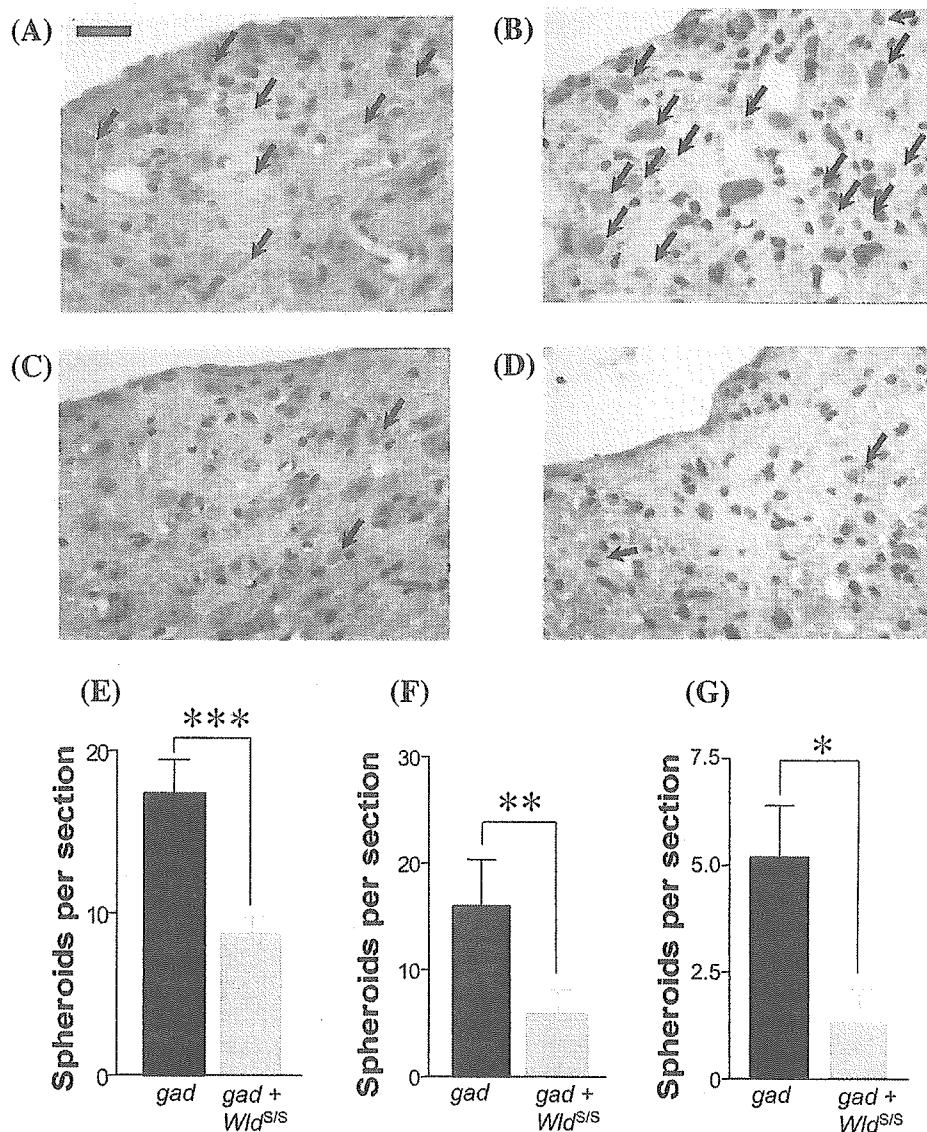 (A)
(B)
(C)
(D)
(E)
(F)
(G)
***
**
*
Spheroids per section
20
10
0
gad
gad +
Wld^S/S
Spheroids per section
30
20
10
0
gad
gad +
Wld^S/S
Spheroids per section
7.5
5.0
2.5
0
gad
gad +
Wld^S/S